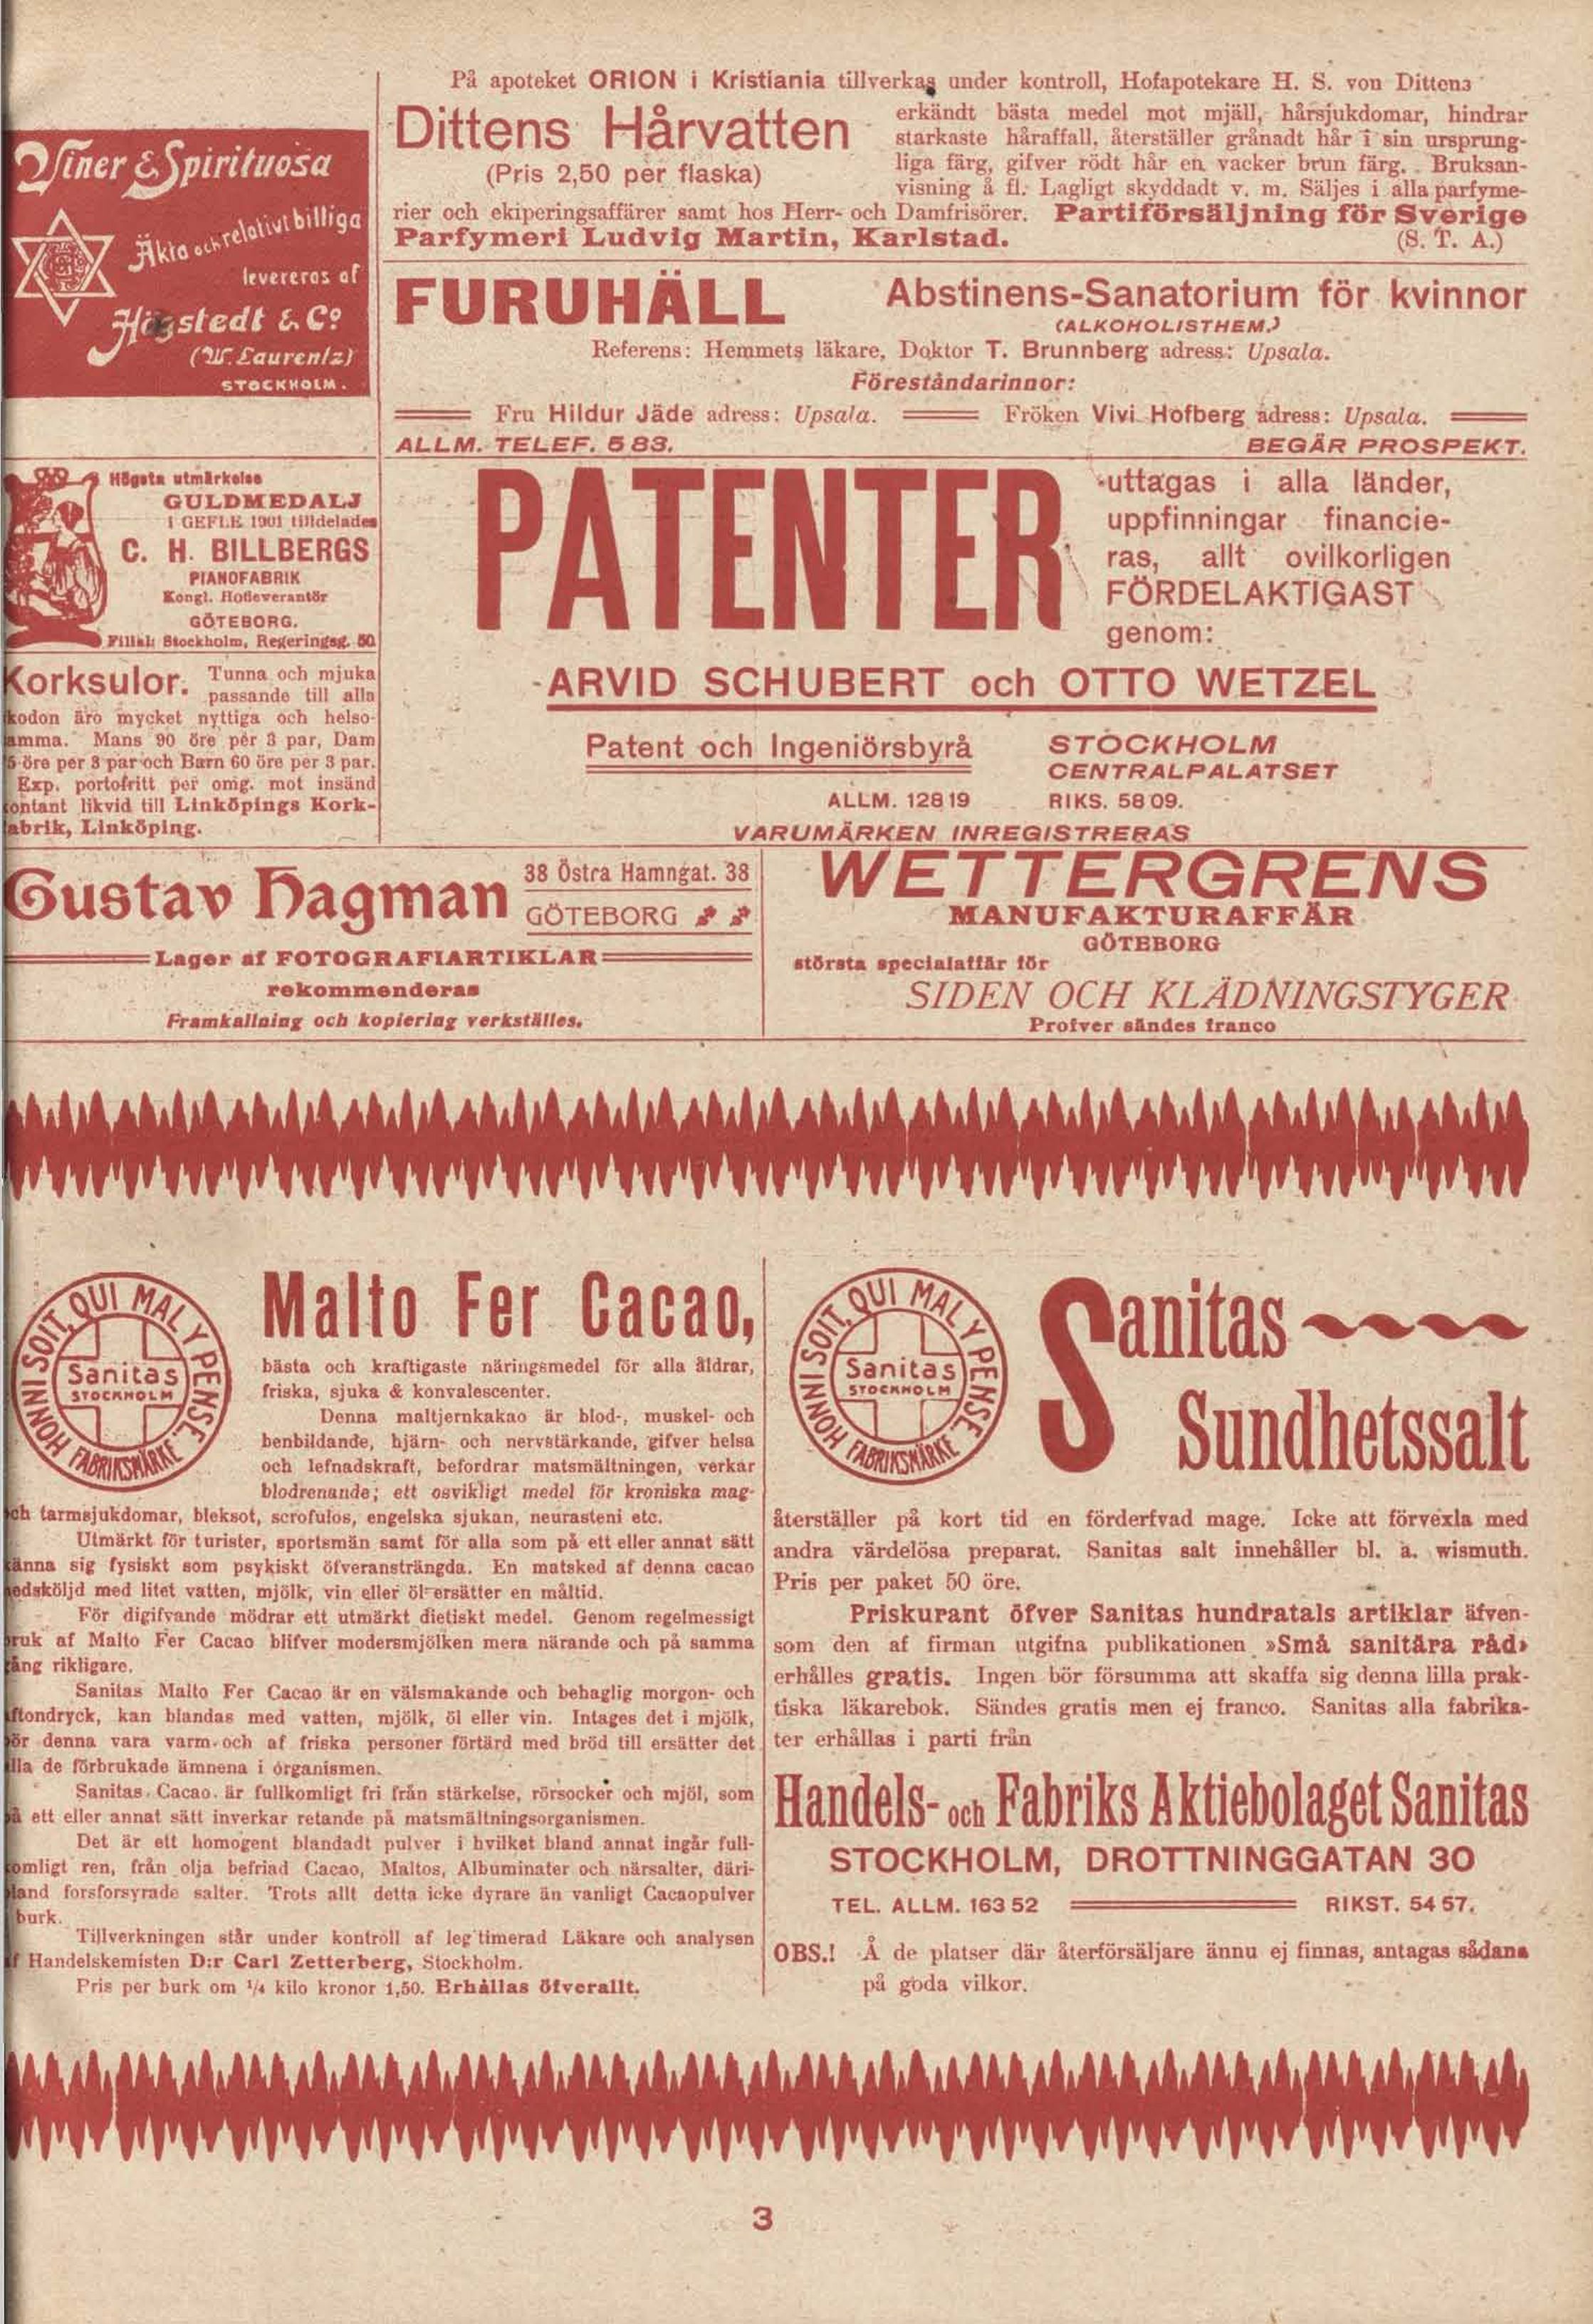 Viner & Spirituosa
Äkta och relativt billiga
levereras af
Högstedt & Co
(W. Laurentz)
STOCKHOLM.
Högsta utmärkelse
GULDMEDALJ
I GEFLE 1901 tilldelades
C. H. BILLBERGS
PIANOFABRIK
Kongl. Hofleverantör
GÖTEBORG.
Filial: Stockholm, Regeringsg. 50
Korksulor. Tunna och mjuka
passande till alla
kodon äro mycket nyttiga och helso-
amma. Mans 90 öre per 3 par, Dam
5 öre per 3 par och Barn 60 öre per 3 par.
Exp. portofritt per omg. mot insänd
kontant likvid till Linköpings Kork-
abrik, Linköping.
På apoteket ORION i Kristiania tillverkas under kontroll, Hofapotekare H. S. von Dittens
Dittens Hårvatten
(Pris 2,50 per flaska)
erkändt bästa medel mot mjäll, hårsjukdomar, hindrar
starkaste håraffall, återställer grånadt hår i sin ursprung-
liga färg, gifver rödt hår en vacker brun färg. Bruksan-
visning å fl. Lagligt skyddadt v. m. Säljes i alla parfyme-
rier och ekiperingsaffärer samt hos Herr- och Damfrisörer. Partiförsäljning för Sverige
Parfymeri Ludvig Martin, Karlstad. (S. T. A.)
FURUHÄLL Abstinens-Sanatorium för kvinnor
(ALKOHOLISTHEM.)
Referens: Hemmets läkare, Doktor T. Brunnberg adress: Upsala.
Föreståndarinnor:
Fru Hildur Jäde adress: Upsala. Fröken Vivi Hofberg adress: Upsala.
ALLM. TELEF. 583. BEGÄR PROSPEKT.
PATENTER
uttagas i alla länder,
uppfinningar financie-
ras, allt ovilkorligen
FÖRDELAKTIGAST
genom:
ARVID SCHUBERT och OTTO WETZEL
Patent och Ingeniörsbyrå STOCKHOLM
CENTRALPALATSET
ALLM. 12819 RIKS. 5809.
VARUMÄRKEN INREGISTRERAS
Gustav Hagman 38 Östra Hamngat. 38
GÖTEBORG
Lager af FOTOGRAFIARTIKLAR
rekommenderas
Framkallning och kopiering verkställes.
WETTERGRENS
MANUFAKTURAFFÄR
GÖTEBORG
största specialaffär för
SIDEN OCH KLÄDNINGSTYGER
Profver sändes franco
HONNI SOIT, QUI MAL Y PENSE
Sanitas
STOCKHOLM
FABRIKSMÄRKE
Malto Fer Cacao,
bästa och kraftigaste näringsmedel för alla åldrar,
friska, sjuka & konvalescenter.
Denna maltjernkakao är blod-, muskel- och
benbildande, hjärn- och nervstärkande, gifver helsa
och lefnadskraft, befordrar matsmältningen, verkar
blodrenande; ett osvikligt medel för kroniska mag-
och tarmsjukdomar, bleksot, scrofulos, engelska sjukan, neurasteni etc.
Utmärkt för turister, sportsmän samt för alla som på ett eller annat sätt
känna sig fysiskt som psykiskt öfveransträngda. En matsked af denna cacao
nedsköljd med litet vatten, mjölk, vin eller öl ersätter en måltid.
För digifvande mödrar ett utmärkt dietiskt medel. Genom regelmessigt
bruk af Malto Fer Cacao blifver modersmjölken mera närande och på samma
gång rikligare.
Sanitas Malto Fer Cacao är en välsmakande och behaglig morgon- och
aftondryck, kan blandas med vatten, mjölk, öl eller vin. Intages det i mjölk,
bör denna vara varm och af friska personer förtärd med bröd till ersätter det
alla de förbrukade ämnena i organismen.
Sanitas Cacao är fullkomligt fri från stärkelse, rörsocker och mjöl, som
på ett eller annat sätt inverkar retande på matsmältningsorganismen.
Det är ett homogent blandadt pulver i hvilket bland annat ingår full-
komligt ren, från olja befriad Cacao, Maltos, Albuminater och närsalter, däri-
bland forsforsyrade salter. Trots allt detta icke dyrare än vanligt Cacaopulver
burk.
Tillverkningen står under kontroll af leg timerad Läkare och analysen
af Handelskemisten D:r Carl Zetterberg, Stockholm.
Pris per burk om 1/4 kilo kronor 1,50. Erhållas öfverallt.
HONNI SOIT, QUI MAL Y PENSE
Sanitas
STOCKHOLM
FABRIKSMÄRKE
Sanitas
Sundhetssalt
återställer på kort tid en förderfvad mage. Icke att förvexla med
andra värdelösa preparat. Sanitas salt innehåller bl. a. wismuth.
Pris per paket 50 öre.
Priskurant öfver Sanitas hundratals artiklar äfven-
som den af firman utgifna publikationen »Små sanitära råd»
erhålles gratis. Ingen bör försumma att skaffa sig denna lilla prak-
tiska läkarebok. Sändes gratis men ej franco. Sanitas alla fabrika-
ter erhållas i parti från
Handels- och Fabriks Aktiebolaget Sanitas
STOCKHOLM, DROTTNINGGATAN 30
TEL. ALLM. 163 52 RIKST. 54 57.
OBS.! Å de platser där återförsäljare ännu ej finnas, antagas sådana
på goda vilkor.
3